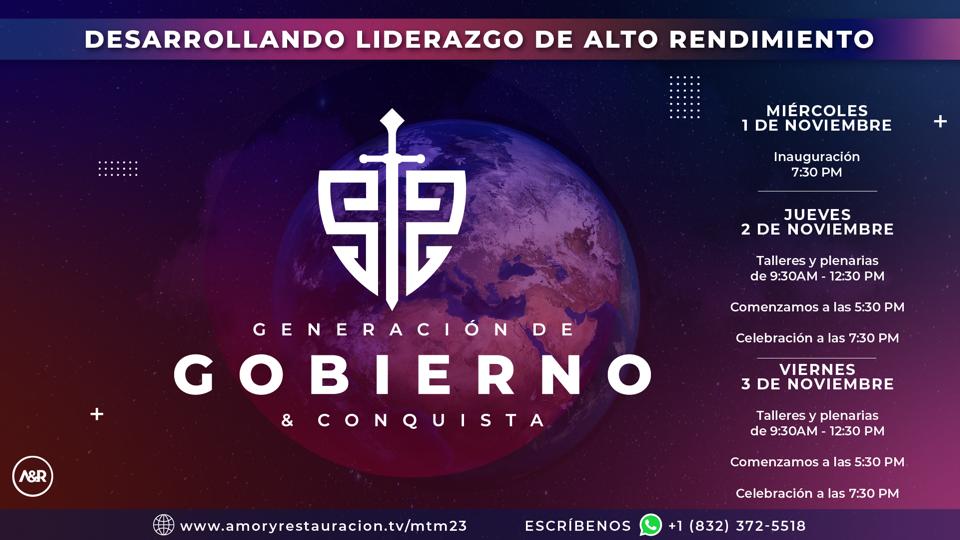 DESARROLLANDO LIDERAZGO DE ALTO RENDIMIENTO
GENERACIÓN DE
GOBIERNO
& CONQUISTA
MIÉRCOLES
1 DE NOVIEMBRE
Inauguración
7:30 PM
JUEVES
2 DE NOVIEMBRE
Talleres y plenarias
de 9:30AM - 12:30 PM
Comenzamos a las 5:30 PM
Celebración a las 7:30 PM
VIERNES
3 DE NOVIEMBRE
Talleres y plenarias
de 9:30AM - 12:30 PM
Comenzamos a las 5:30 PM
Celebración a las 7:30 PM
A&R
www.amoryrestauracion.tv/mtm23
ESCRÍBENOS +1 (832) 372-5518